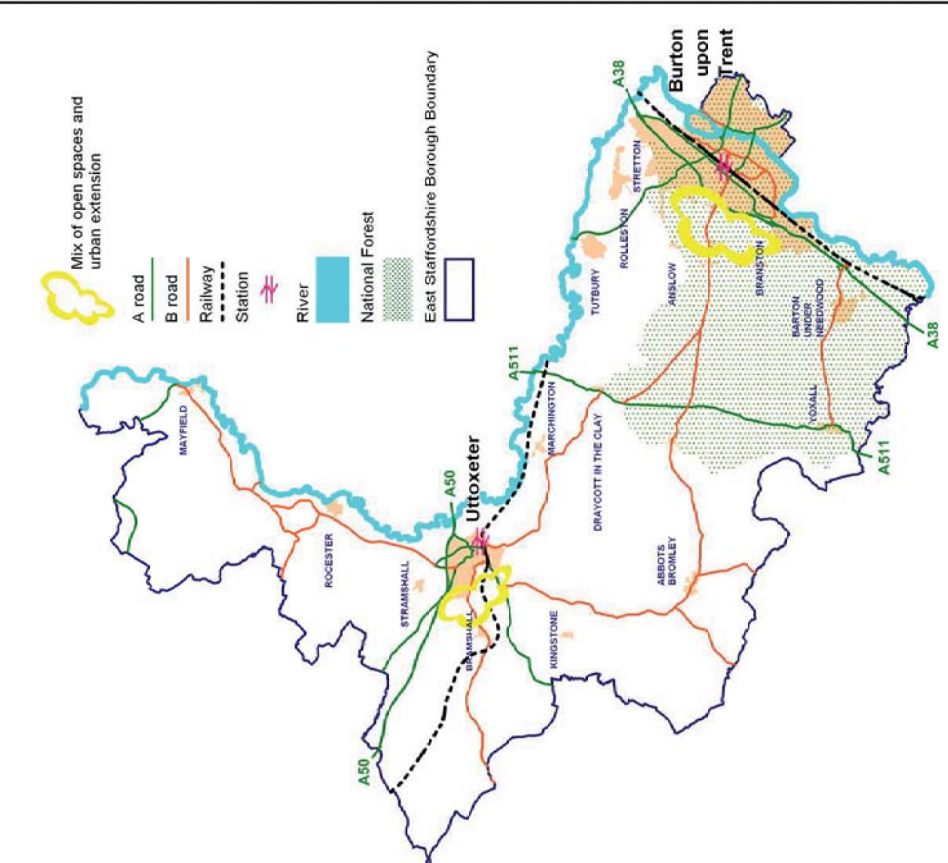 Mix of open spaces and
urban extension
A road
B road
Railway
Station
River
National Forest
East Staffordshire Borough Boundary
MAYFIELD
ROCESTER
STRAMSHALL
A50
Uttoxeter
BRAMSHALL
A50
KINGSTONE
ABBOTS
BROMLEY
A511
MARCHINGTON
DRAYCOTT IN THE CLAY
YOXALL
A511
TUTBURY
ROLLESTON
STRETTON
ANSLOW
BRANSTON
BARTON
UNDER
NEEDWOOD
A38
A38
Burton
upon
Trent